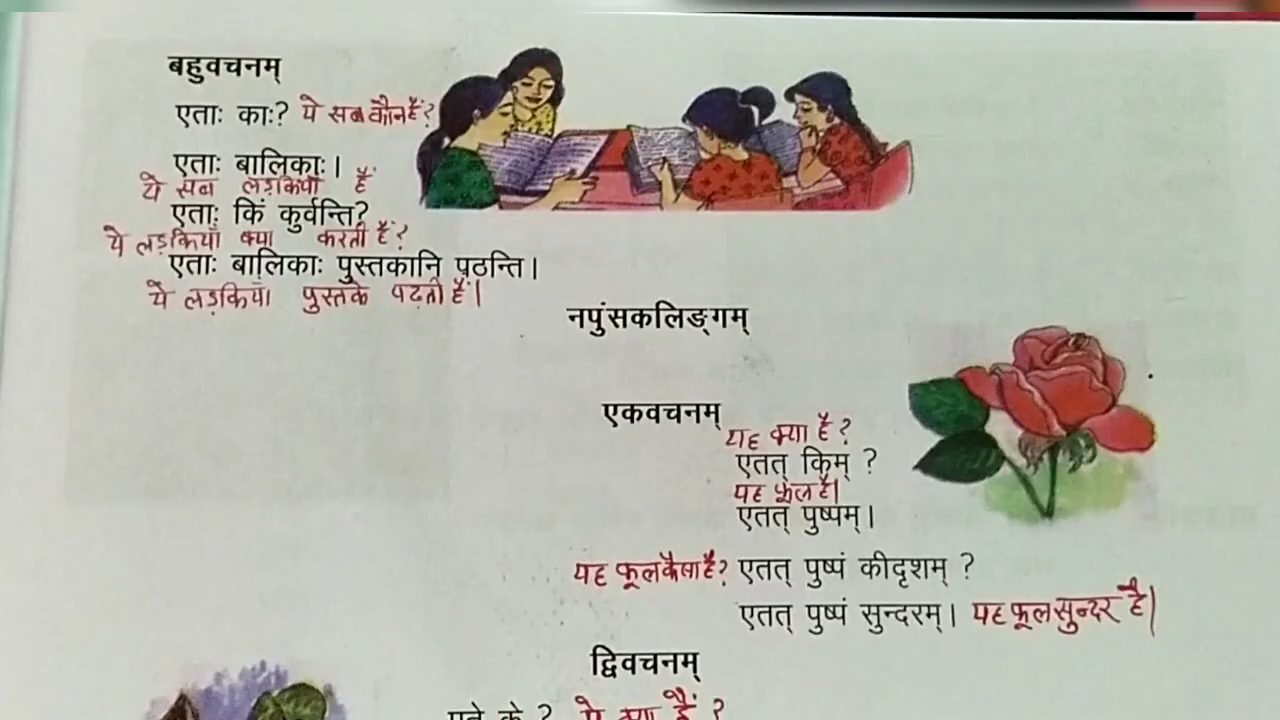 बहुवचनम्
एताः काः? ये सब कौन हैं?
एताः बालिकाः।
ये सब लड़कियाँ हैं
एताः किं कुर्वन्ति?
ये लड़कियाँ क्या करती हैं?
एताः बालिकाः पुस्तकानि पठन्ति।
ये लड़कियाँ पुस्तकें पढ़ती हैं।
नपुंसकलिङ्गम्
एकवचनम्
यह क्या है?
एतत् किम् ?
यह फूल है।
एतत् पुष्पम्।
यह फूल कैसा है? एतत् पुष्पं कीदृशम् ?
एतत् पुष्पं सुन्दरम्। यह फूल सुन्दर है।
द्विवचनम्
एते के ? ये क्या हैं ?